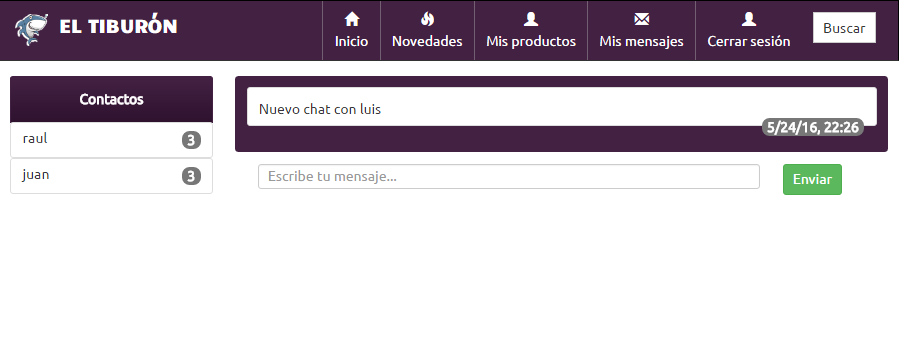 EL TIBURÓN
Inicio
Novedades
Mis productos
Mis mensajes
Cerrar sesión
Buscar
Contactos
raul 3
juan 3
Nuevo chat con luis
5/24/16, 22:26
Escribe tu mensaje...
Enviar